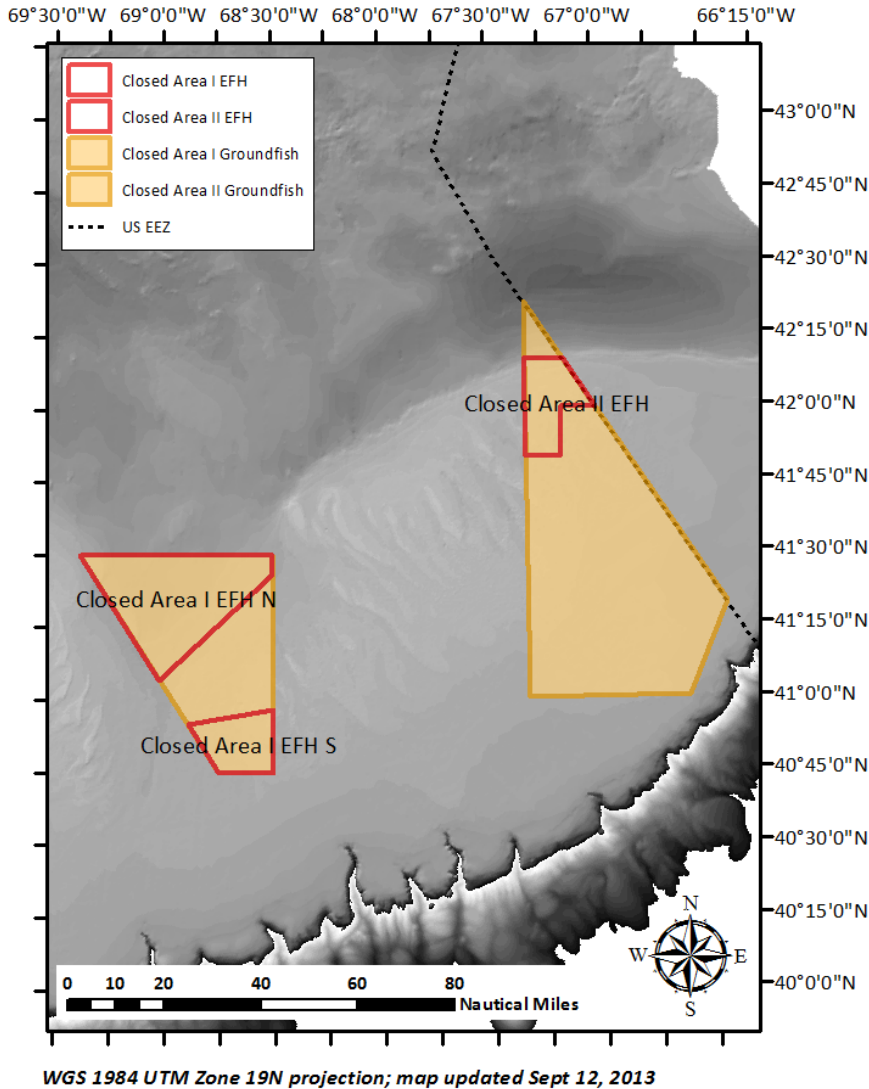 69°30'0"W 69°0'0"W 68°30'0"W 68°0'0"W 67°30'0"W 67°0'0"W 66°15'0"W
Closed Area I EFH
Closed Area II EFH
Closed Area I Groundfish
Closed Area II Groundfish
US EEZ
43°0'0"N
42°45'0"N
42°30'0"N
42°15'0"N
42°0'0"N
41°45'0"N
41°30'0"N
41°15'0"N
41°0'0"N
40°45'0"N
40°30'0"N
40°15'0"N
40°0'0"N
Closed Area II EFH
Closed Area I EFH N
Closed Area I EFH S
N
W E
S
0 10 20 40 60 80
Nautical Miles
WGS 1984 UTM Zone 19N projection; map updated Sept 12, 2013